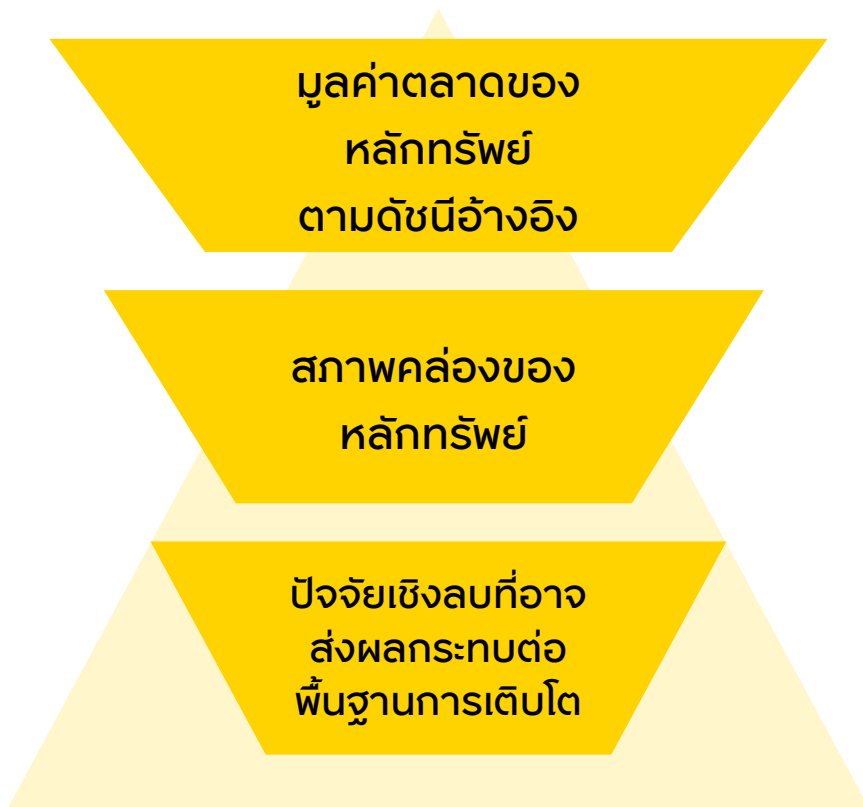 มูลค่าตลาดของ
หลักทรัพย์
ตามดัชนีอ้างอิง
สภาพคล่องของ
หลักทรัพย์
ปัจจัยเชิงลบที่อาจ
ส่งผลกระทบต่อ
พื้นฐานการเติบโต